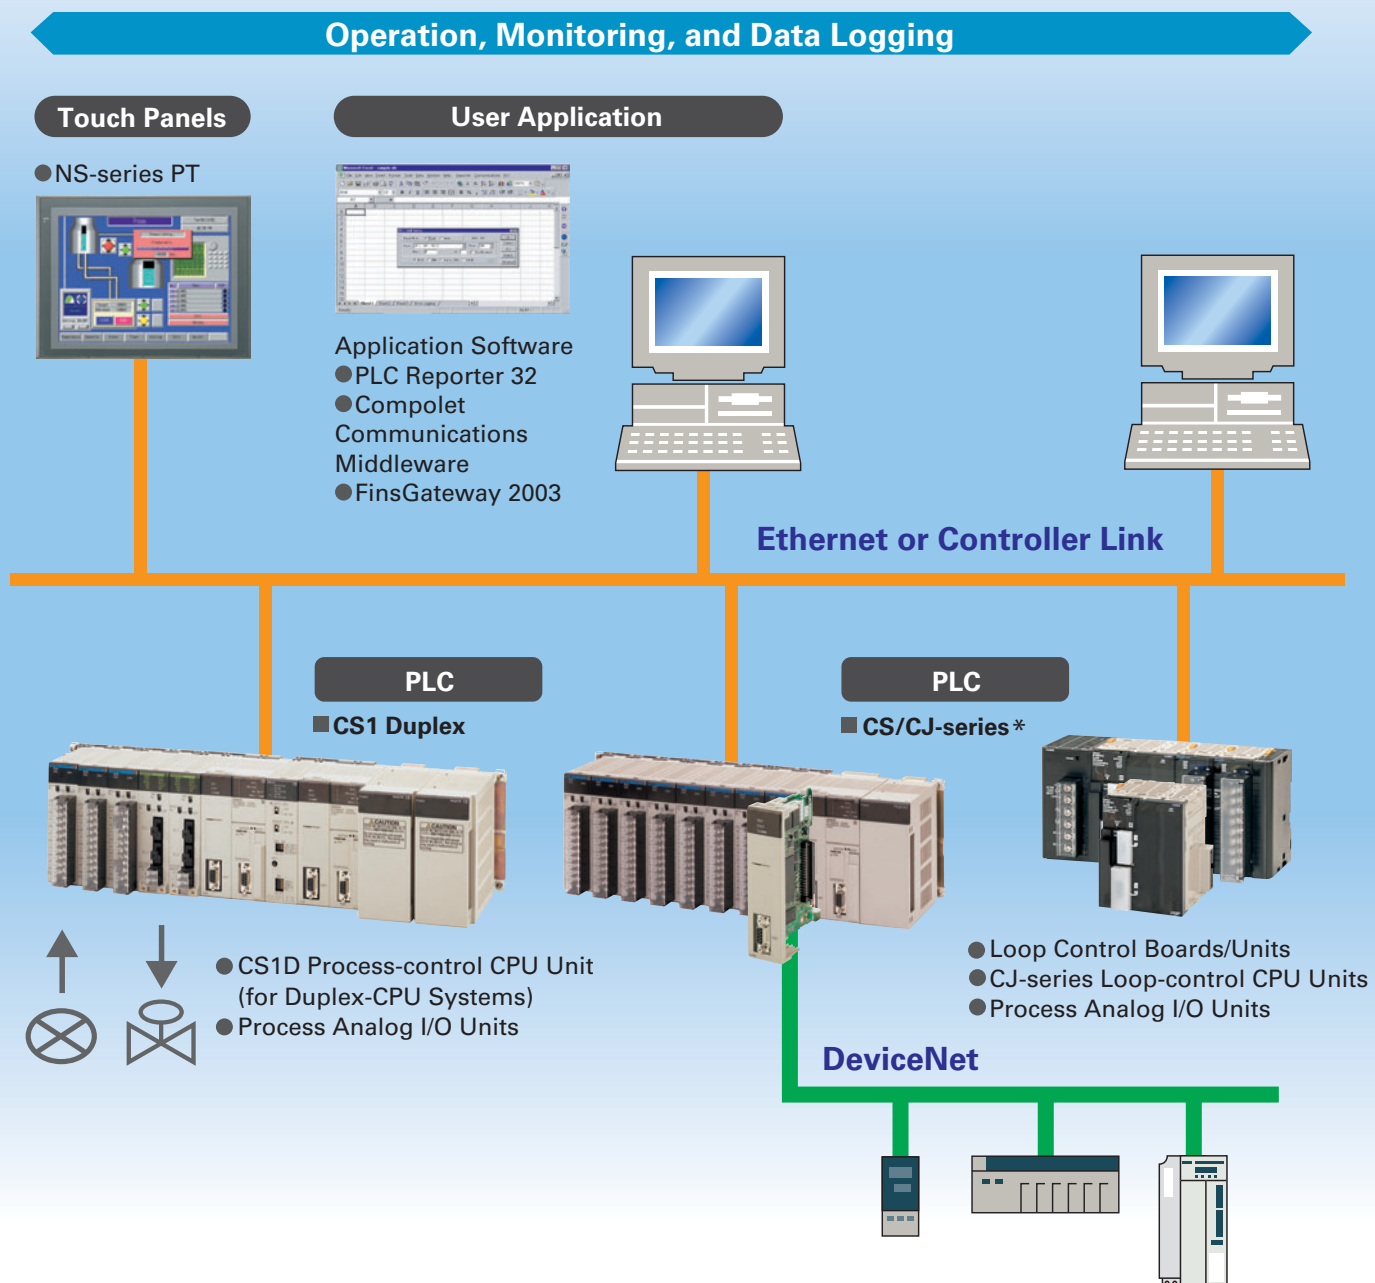 Operation, Monitoring, and Data Logging
Touch Panels
User Application
●NS-series PT
Application Software
●PLC Reporter 32
●Compolet
Communications
Middleware
●FinsGateway 2003
Ethernet or Controller Link
PLC
PLC
■CS1 Duplex
■CS/CJ-series*
●CS1D Process-control CPU Unit
(for Duplex-CPU Systems)
●Process Analog I/O Units
●Loop Control Boards/Units
●CJ-series Loop-control CPU Units
●Process Analog I/O Units
DeviceNet